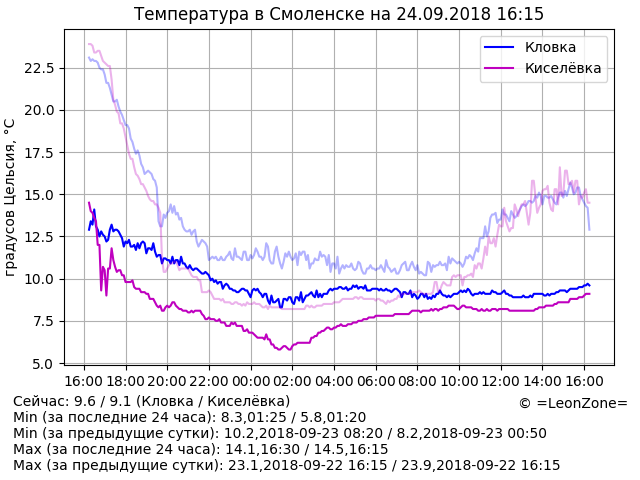 Температура в Смоленске на 24.09.2018 16:15
градусов Цельсия, °C
22.5
20.0
17.5
15.0
12.5
10.0
7.5
5.0
Кловка
Киселёвка
16:00 18:00 20:00 22:00 00:00 02:00 04:00 06:00 08:00 10:00 12:00 14:00 16:00
Сейчас: 9.6 / 9.1 (Кловка / Киселёвка)
© =LeonZone=
Min (за последние 24 часа): 8.3,01:25 / 5.8,01:20
Min (за предыдущие сутки): 10.2,2018-09-23 08:20 / 8.2,2018-09-23 00:50
Max (за последние 24 часа): 14.1,16:30 / 14.5,16:15
Max (за предыдущие сутки): 23.1,2018-09-22 16:15 / 23.9,2018-09-22 16:15